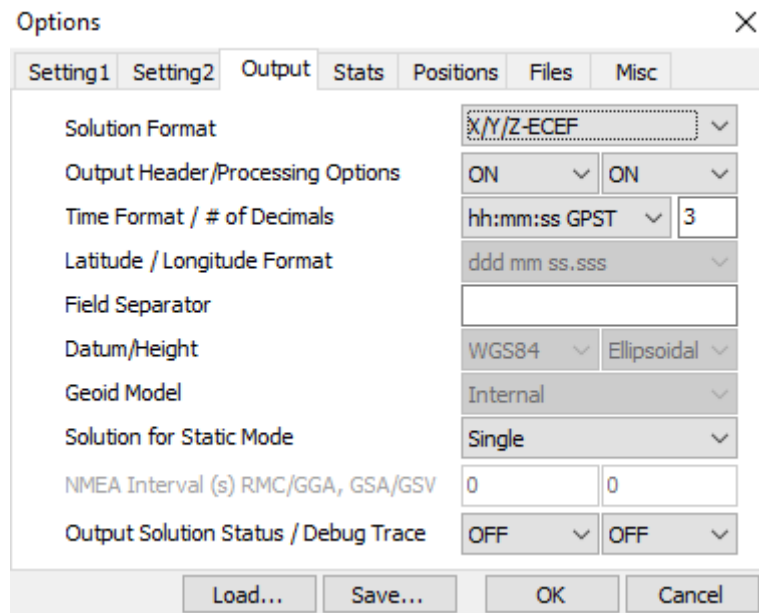 Options
Setting1 Setting2 Output Stats Positions Files Misc
Solution Format X/Y/Z-ECEF
Output Header/Processing Options ON ON
Time Format / # of Decimals hh:mm:ss GPST 3
Latitude / Longitude Format ddd mm ss.sss
Field Separator
Datum/Height WGS84 Ellipsoidal
Geoid Model Internal
Solution for Static Mode Single
NMEA Interval (s) RMC/GGA, GSA/GSV 0 0
Output Solution Status / Debug Trace OFF OFF
Load... Save... OK Cancel